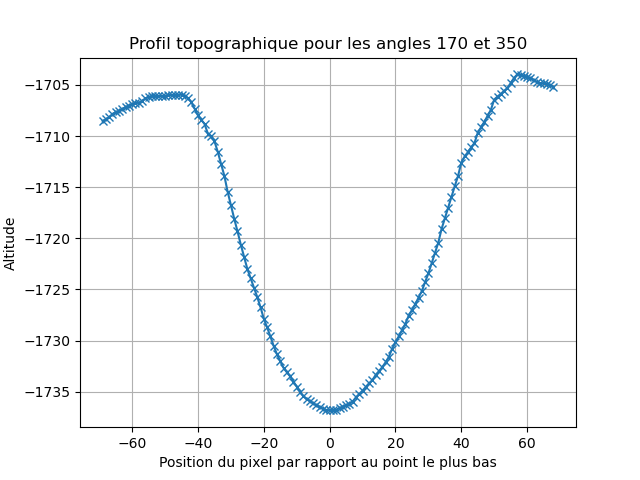 Profil topographique pour les angles 170 et 350
Altitude
−1705
−1710
−1715
−1720
−1725
−1730
−1735
−60 −40 −20 0 20 40 60
Position du pixel par rapport au point le plus bas